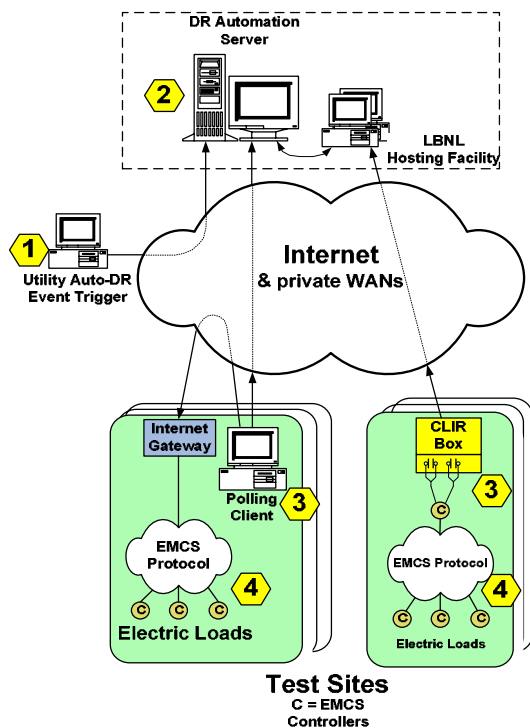 DR Automation
Server
2
LBNL
Hosting Facility
1
Utility Auto-DR
Event Trigger
Internet
& private WANs
Internet
Gateway
Polling
Client
3
EMCS
Protocol
4
C C C
Electric Loads
CLIR
Box
3
C
EMCS Protocol
4
C C C
Electric Loads
Test Sites
C = EMCS
Controllers